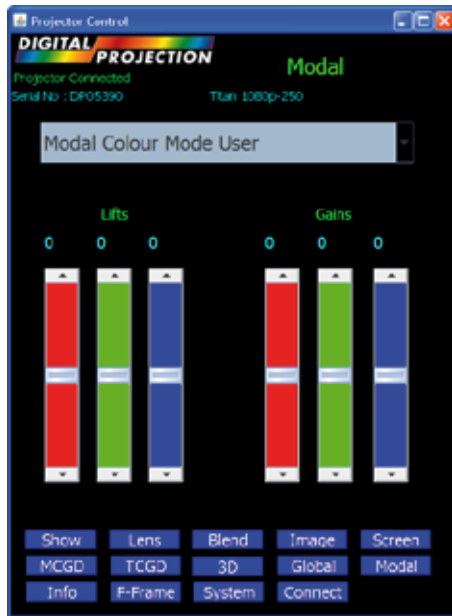 Projector Control
DIGITAL PROJECTION
Modal
Projector Connected
Serial No : DP05390 Titan 1080p-250
Modal Colour Mode User
Lifts Gains
0 0 0 0 0 0
Show Lens Blend Image Screen
MCGD TCGD 3D Global Modal
Info F-Frame System Connect